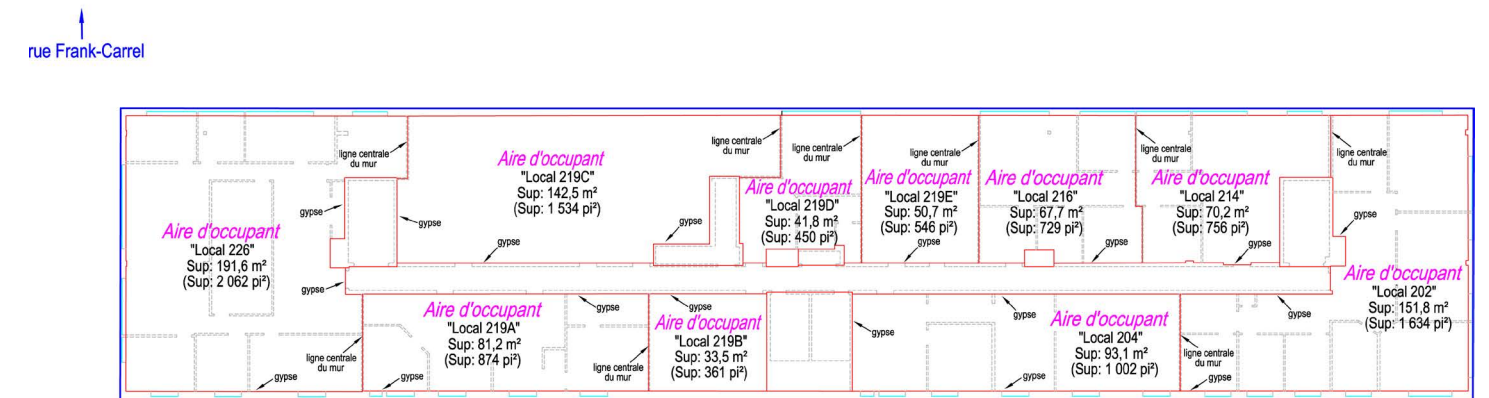 rue Frank-Carrel
ligne centrale
du mur
Aire d'occupant
"Local 219C"
Sup: 142,5 m²
(Sup: 1 534 pi²)
ligne centrale
du mur
ligne centrale
du mur
Aire d'occupant
"Local 219D"
Sup: 41,8 m²
(Sup: 450 pi²)
ligne centrale
du mur
Aire d'occupant
"Local 219E"
Sup: 50,7 m²
(Sup: 546 pi²)
Aire d'occupant
"Local 216"
Sup: 67,7 m²
(Sup: 729 pi²)
ligne centrale
du mur
Aire d'occupant
"Local 214"
Sup: 70,2 m²
(Sup: 756 pi²)
ligne centrale
du mur
gypse
gypse
gypse
gypse
gypse
gypse
gypse
gypse
Aire d'occupant
"Local 226"
Sup: 191,6 m²
(Sup: 2 062 pi²)
gypse
Aire d'occupant
"Local 202"
Sup: 151,8 m²
(Sup: 1 634 pi²)
Aire d'occupant
"Local 219A"
Sup: 81,2 m²
(Sup: 874 pi²)
gypse
gypse
Aire d'occupant
"Local 219B"
Sup: 33,5 m²
(Sup: 361 pi²)
gypse
gypse
Aire d'occupant
"Local 204"
Sup: 93,1 m²
(Sup: 1 002 pi²)
gypse
ligne centrale
du mur
ligne centrale
du mur
ligne centrale
du mur
gypse
gypse
gypse
gypse